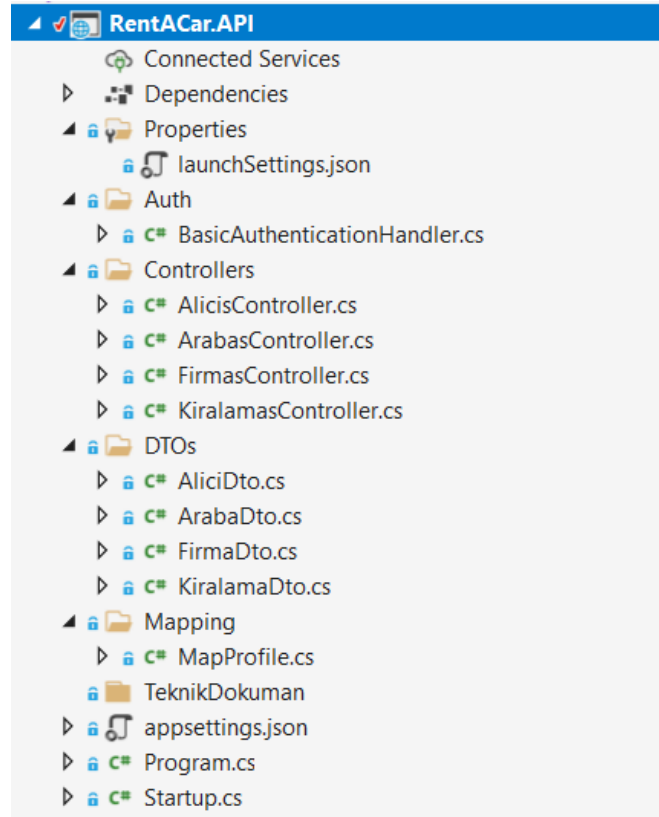 RentACar.API
Connected Services
Dependencies
Properties
launchSettings.json
Auth
C# BasicAuthenticationHandler.cs
Controllers
C# AlicisController.cs
C# ArabasController.cs
C# FirmasController.cs
C# KiralamasController.cs
DTOs
C# AliciDto.cs
C# ArabaDto.cs
C# FirmaDto.cs
C# KiralamaDto.cs
Mapping
C# MapProfile.cs
TeknikDokuman
appsettings.json
C# Program.cs
C# Startup.cs